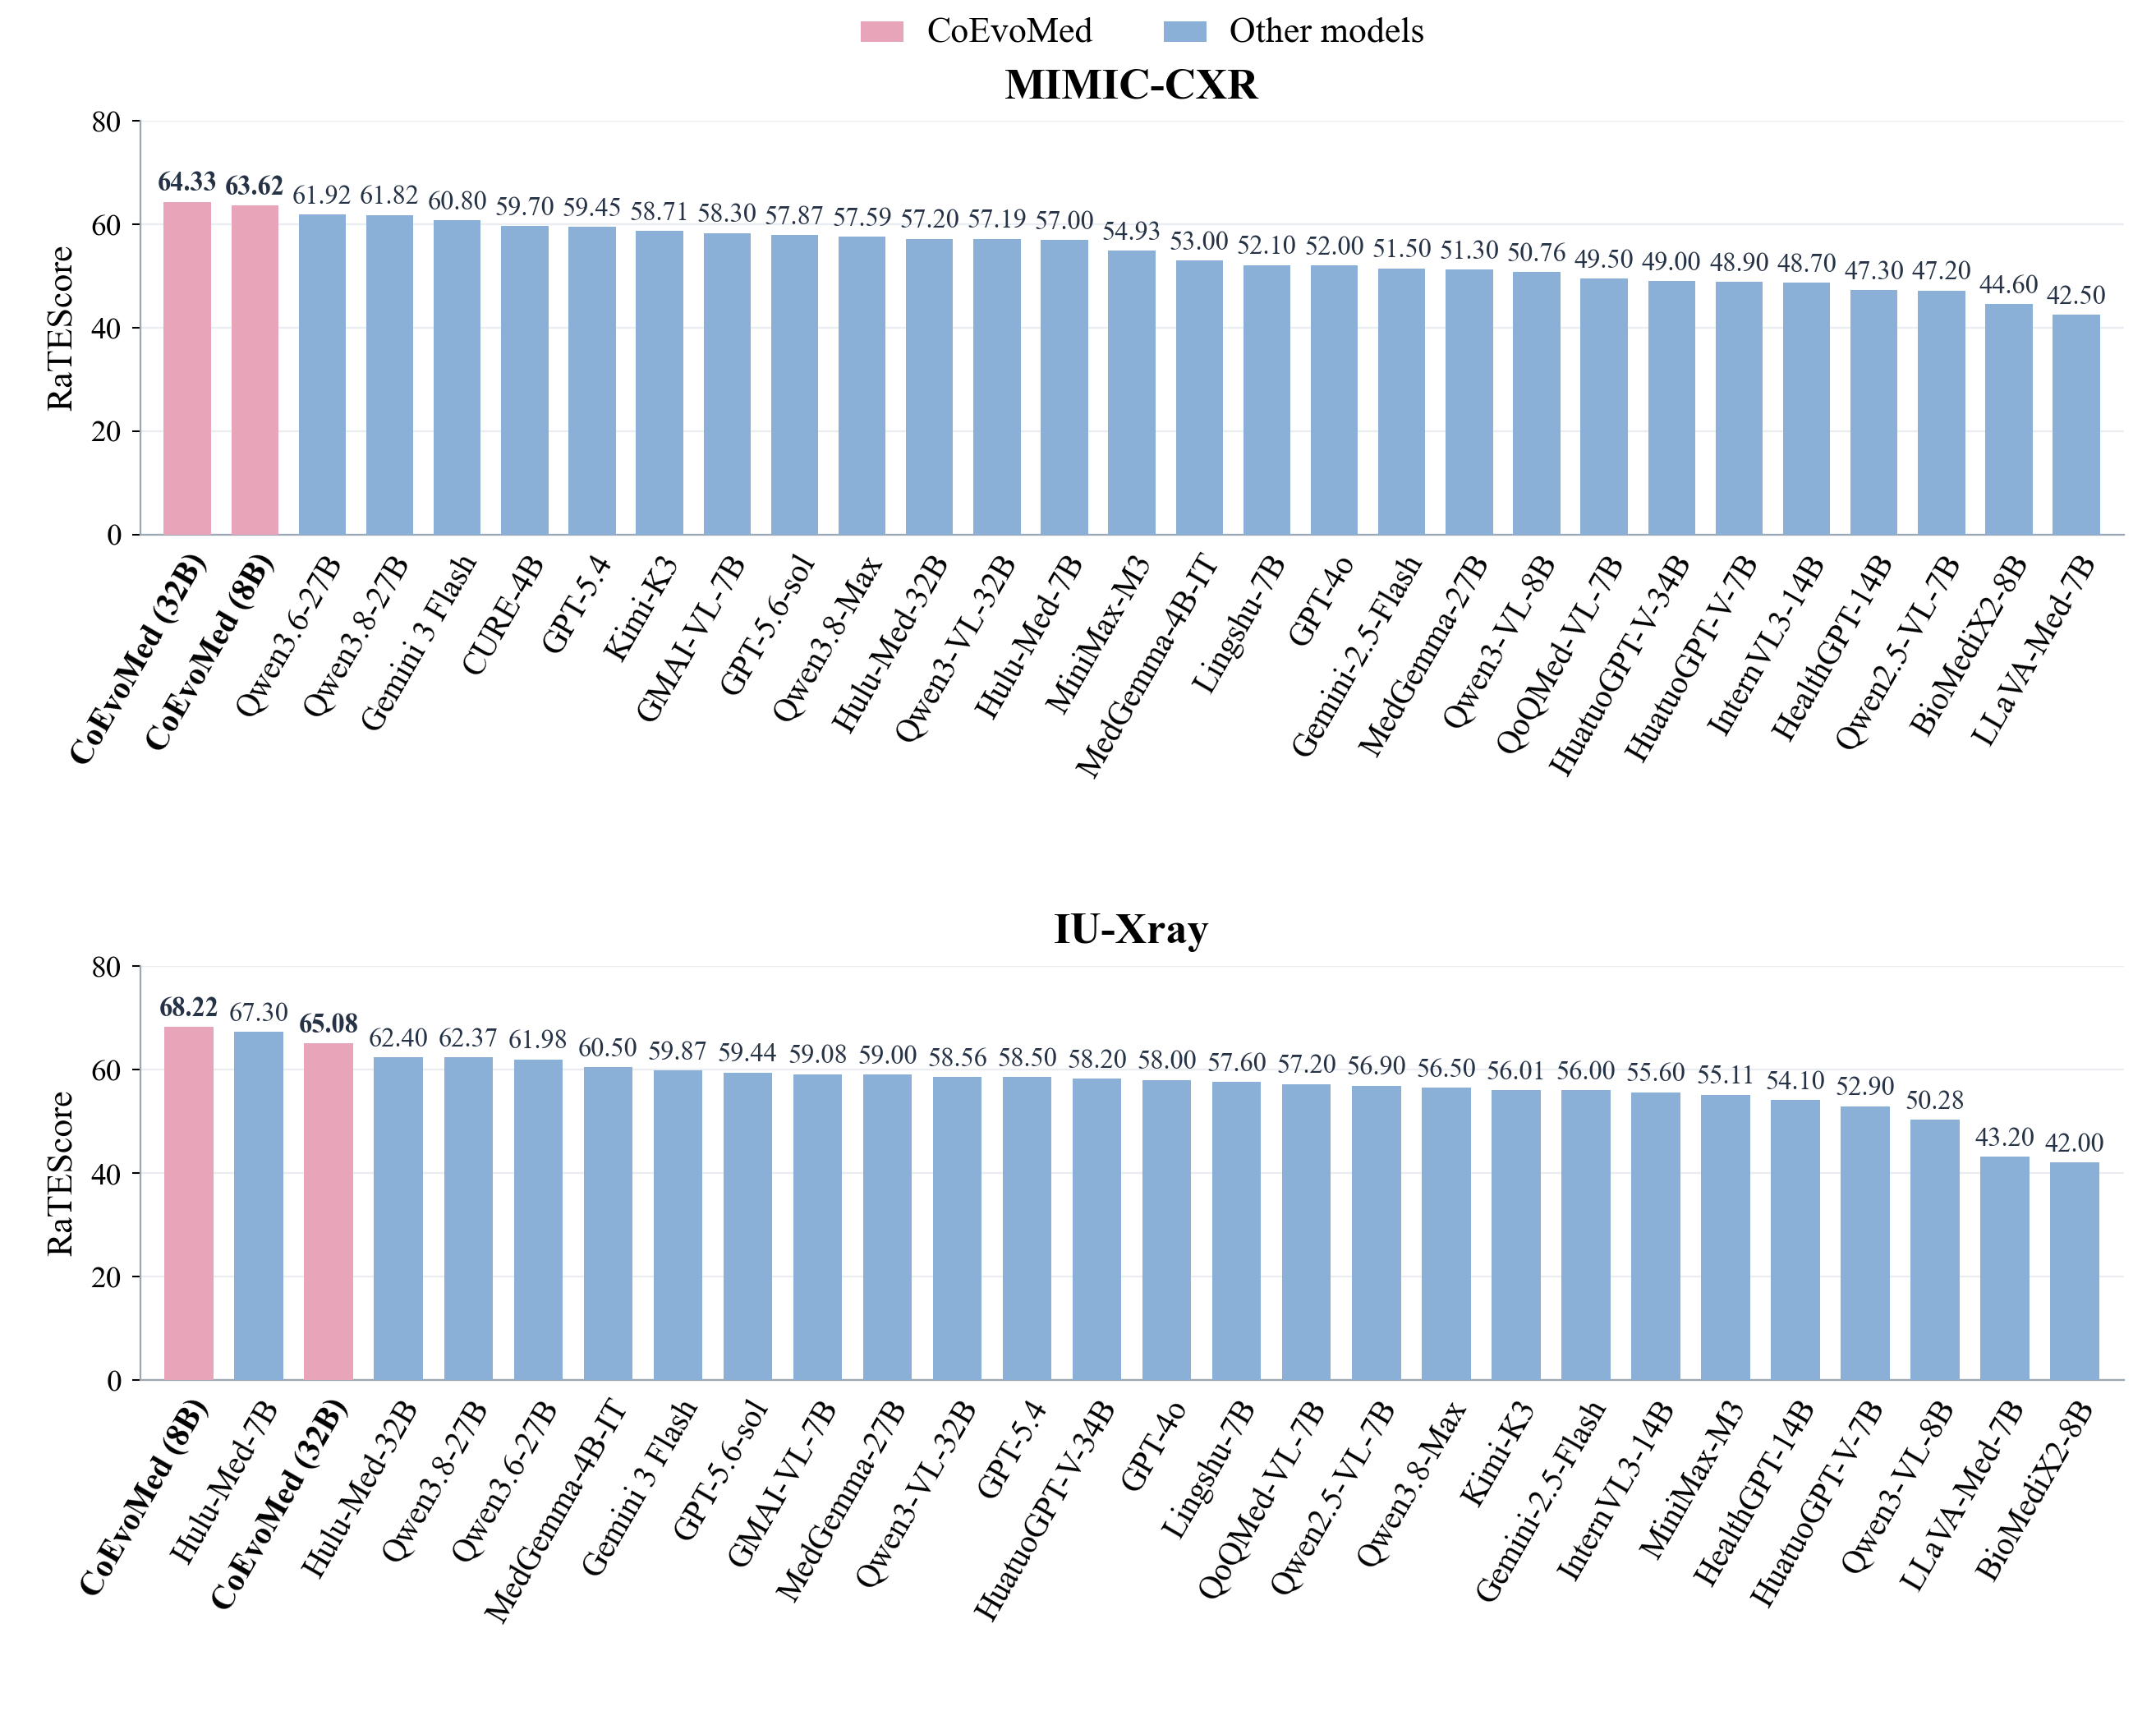 CoEvoMed Other models
MIMIC-CXR
RaTEScore
80
60
40
20
0
64.33 63.62 61.92 61.82 60.80 59.70 59.45 58.71 58.30 57.87 57.59 57.20 57.19 57.00 54.93 53.00 52.10 52.00 51.50 51.30 50.76 49.50 49.00 48.90 48.70 47.30 47.20 44.60 42.50
CoEvoMed (32B)
CoEvoMed (8B)
Qwen3.6-27B
Qwen3.8-27B
Gemini 3 Flash
CURE-4B
GPT-5.4
Kimi-K3
GMAI-VL-7B
GPT-5.6-sol
Qwen3.8-Max
Hulu-Med-32B
Qwen3-VL-32B
Hulu-Med-7B
MiniMax-M3
MedGemma-4B-IT
Lingshu-7B
GPT-4o
Gemini-2.5-Flash
MedGemma-27B
Qwen3-VL-8B
QoQMed-VL-7B
HuatuoGPT-V-34B
HuatuoGPT-V-7B
InternVL3-14B
HealthGPT-14B
Qwen2.5-VL-7B
BioMediX2-8B
LLaVA-Med-7B
IU-Xray
RaTEScore
80
60
40
20
0
68.22 67.30 65.08 62.40 62.37 61.98 60.50 59.87 59.44 59.08 59.00 58.56 58.50 58.20 58.00 57.60 57.20 56.90 56.50 56.01 56.00 55.60 55.11 54.10 52.90 50.28 43.20 42.00
CoEvoMed (8B)
Hulu-Med-7B
CoEvoMed (32B)
Hulu-Med-32B
Qwen3.8-27B
Qwen3.6-27B
MedGemma-4B-IT
Gemini 3 Flash
GPT-5.6-sol
GMAI-VL-7B
MedGemma-27B
Qwen3-VL-32B
GPT-5.4
HuatuoGPT-V-34B
GPT-4o
Lingshu-7B
QoQMed-VL-7B
Qwen2.5-VL-7B
Qwen3.8-Max
Kimi-K3
Gemini-2.5-Flash
InternVL3-14B
MiniMax-M3
HealthGPT-14B
HuatuoGPT-V-7B
Qwen3-VL-8B
LLaVA-Med-7B
BioMediX2-8B